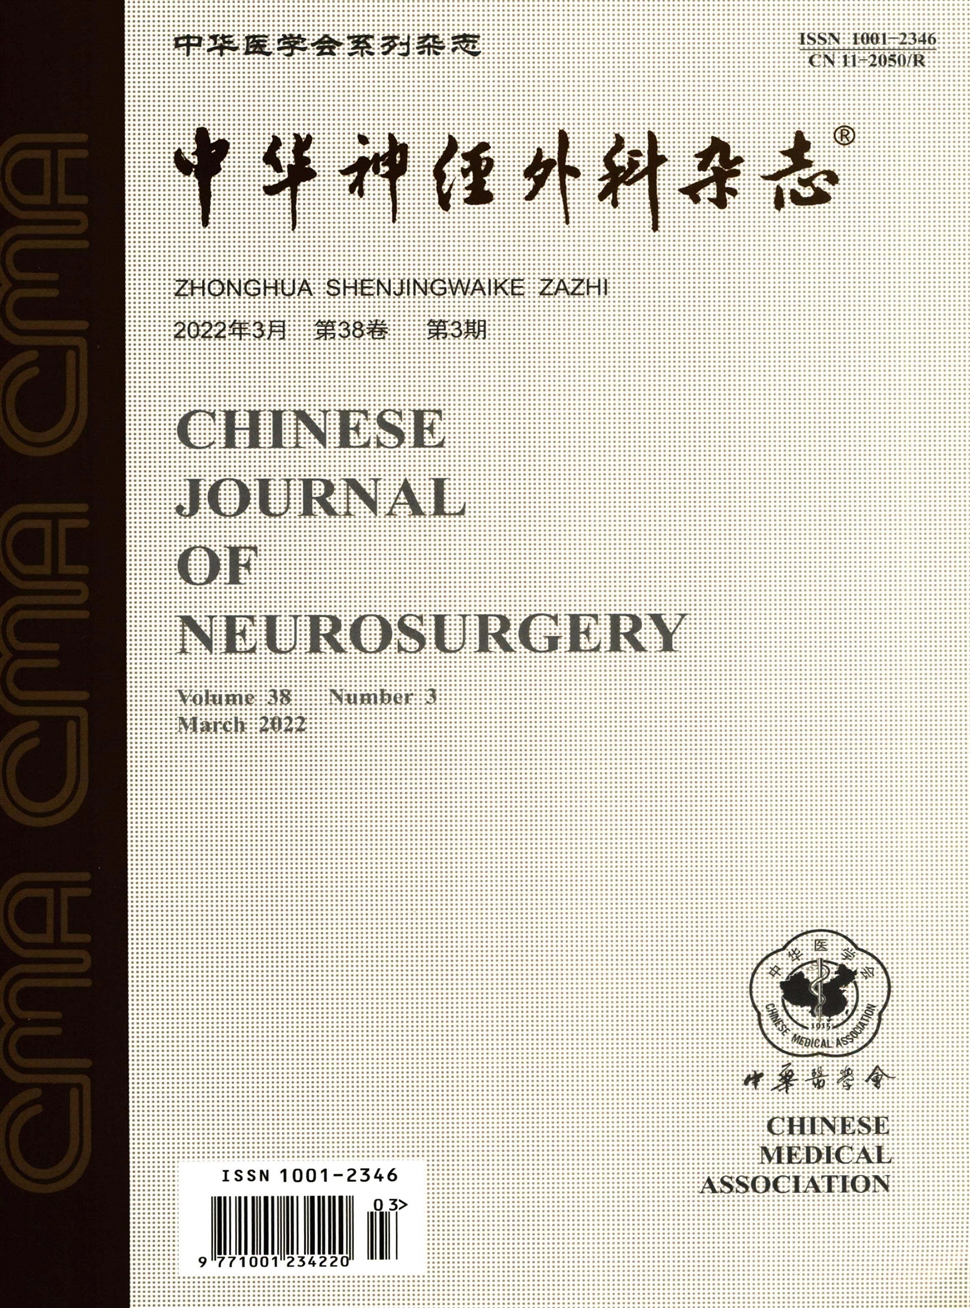 中华医学会系列杂志
ISSN 1001-2346
CN 11-2050/R
中华神经外科杂志®
ZHONGHUA SHENJINGWAIKE ZAZHI
2022年3月 第38卷 第3期
CHINESE
JOURNAL
OF
NEUROSURGERY
Volume 38 Number 3
March 2022
CMA CMA CMA
中华医学会
1915
CHINESE MEDICAL ASSOCIATION
中華醫學會
CHINESE
MEDICAL
ASSOCIATION
ISSN 1001-2346
03>
9 771001 234220